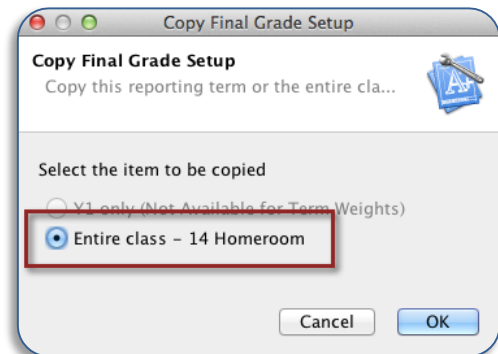 Copy Final Grade Setup
Copy Final Grade Setup
Copy this reporting term or the entire cla...
Select the item to be copied
Y1 only (Not Available for Term Weights)
Entire class – 14 Homeroom
Cancel OK